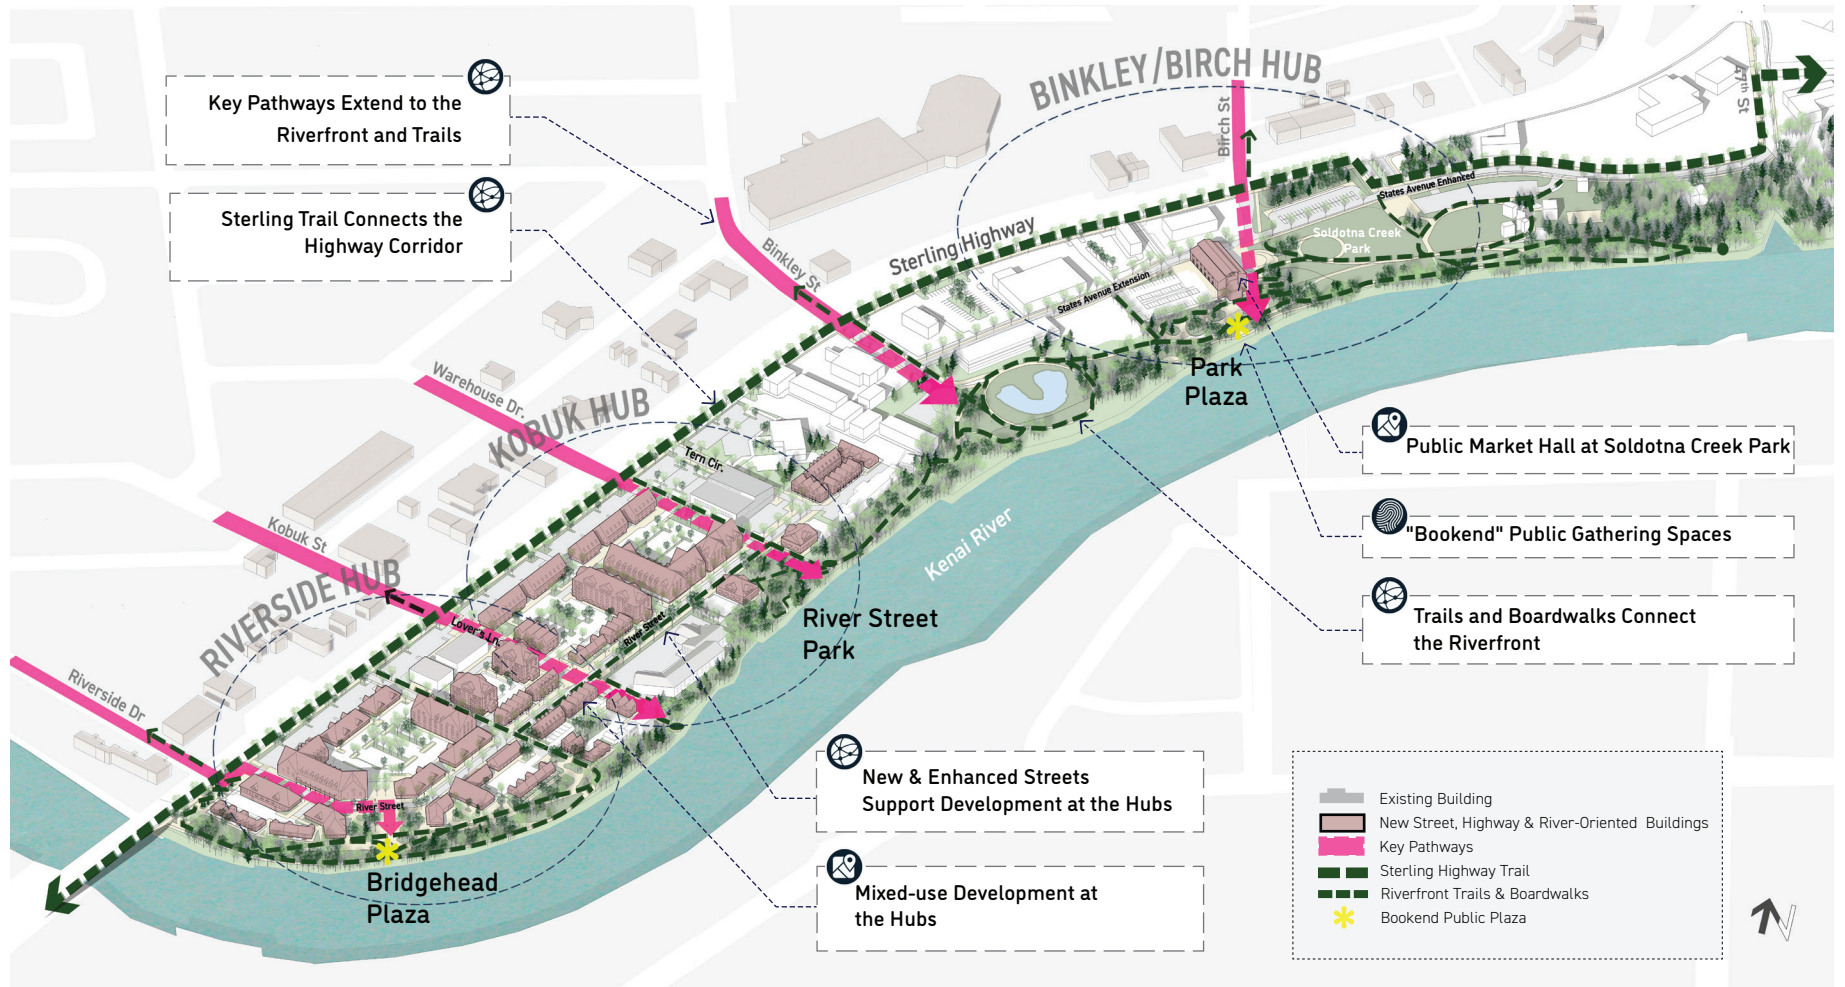 BINKLEY/BIRCH HUB
Key Pathways Extend to the
Riverfront and Trails
Sterling Trail Connects the
Highway Corridor
47th St
Birch St
States Avenue Enhanced
Soldotna Creek
Park
Sterling Highway
Binkley St
States Avenue Extension
Park
Plaza
Warehouse Dr.
KOBUK HUB
Tern Cir.
Public Market Hall at Soldotna Creek Park
"Bookend" Public Gathering Spaces
Kenai River
Kobuk St
RIVERSIDE HUB
Lover's Ln.
River Street
River Street
Park
Trails and Boardwalks Connect
the Riverfront
Riverside Dr
River Street
New & Enhanced Streets
Support Development at the Hubs
Bridgehead
Plaza
Mixed-use Development at
the Hubs
Existing Building
New Street, Highway & River-Oriented Buildings
Key Pathways
Sterling Highway Trail
Riverfront Trails & Boardwalks
Bookend Public Plaza
N